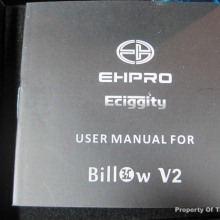 EHPRO
Eciggity
USER MANUAL FOR
Billow V2
Property Of T